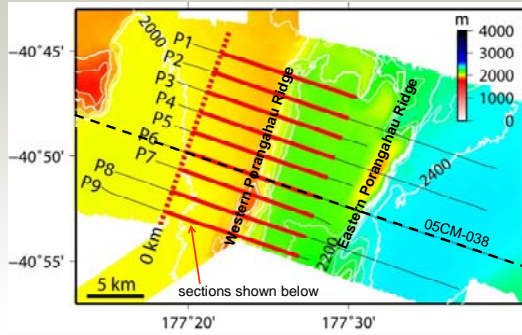 m
4000
3000
2000
1000
0
−40°45'
−40°50'
−40°55'
177°20'
177°30'
2000
P1
P2
P3
P4
P5
P6
P7
P8
P9
Western Porangahau Ridge
Eastern Porangahau Ridge
2400
2200
05CM-038
0 km
5 km
sections shown below